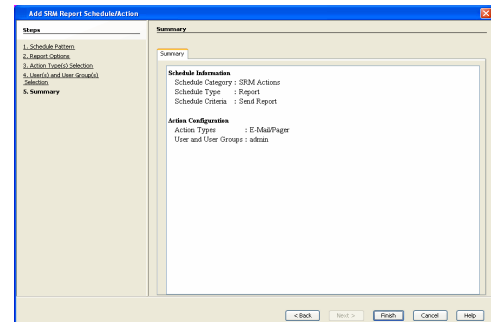 Add SRM Report Schedule/Action
Steps
1. Schedule Pattern
2. Report Options
3. Action Type(s) Selection
4. User(s) and User Group(s)
Selection
5. Summary
Summary
Summary
Schedule Information
Schedule Category : SRM Actions
Schedule Type : Report
Schedule Criteria : Send Report
Action Configuration
Action Types : E-Mail/Pager
User and User Groups : admin
< Back
Next >
Finish
Cancel
Help